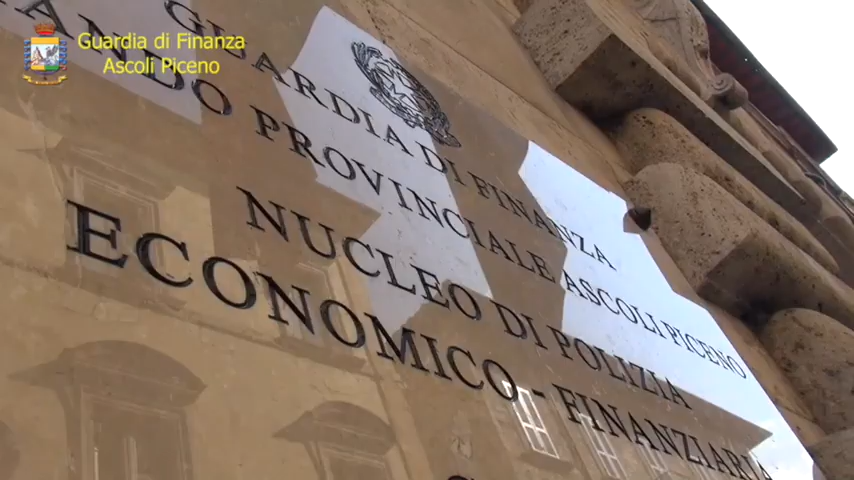 Guardia di Finanza
Ascoli Piceno
GUARDIA DI FINANZA
PROVINCIALE ASCOLI PICENO
NUCLEO DI POLIZIA
ECONOMICO - FINANZIARIA